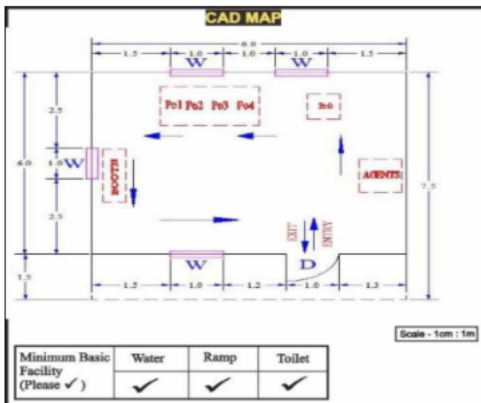 CAD MAP
6.0
1.5 1.0 1.0 1.0 1.5
W W
Po1 Po2 Po3 Po4
PrO
2.5
6.0
W
1.0
BOOTH
AGENTS
7.5
2.5
EXIT
ENTRY
W
D
1.5
1.5 1.0 1.2 1.0 1.3
Scale - 1cm : 1m
Minimum Basic Facility (Please ✓) Water Ramp Toilet
✓ ✓ ✓